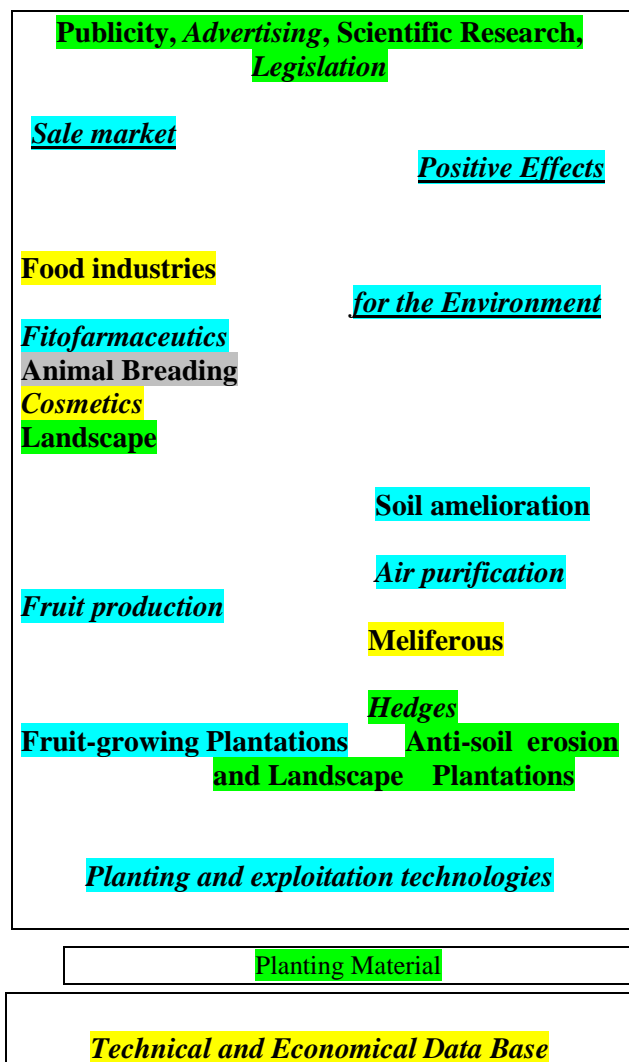 Publicity, Advertising, Scientific Research,
Legislation
Sale market
Positive Effects
Food industries
for the Environment
Fitofarmaceutics
Animal Breading
Cosmetics
Landscape
Soil amelioration
Air purification
Fruit production
Meliferous
Hedges
Fruit-growing Plantations Anti-soil erosion
and Landscape Plantations
Planting and exploitation technologies
Planting Material
Technical and Economical Data Base